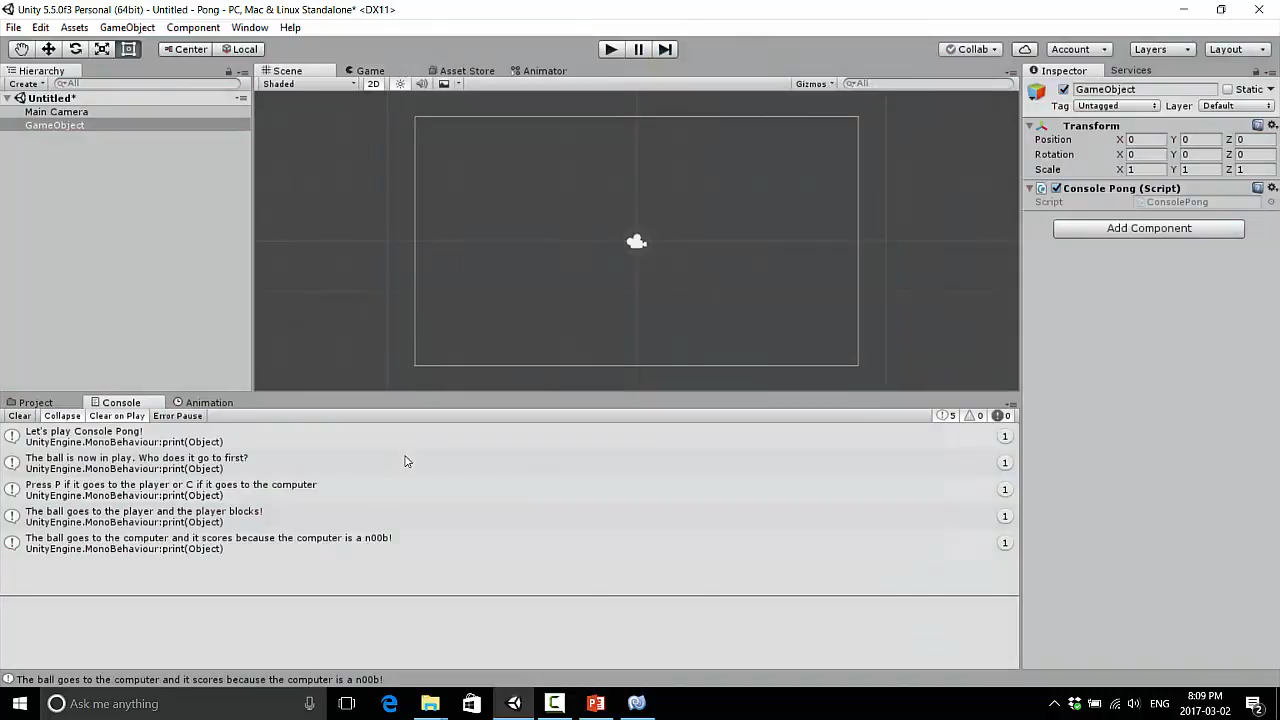 Unity 5.5.0f3 Personal (64bit) - Untitled - Pong - PC, Mac & Linux Standalone* <DX11>
File Edit Assets GameObject Component Window Help
Center Local Collab Account Layers Layout
Hierarchy Scene Game Asset Store Animator Inspector Services
Create All Shaded 2D Gizmos All GameObject Static
Untitled* Tag Untagged Layer Default
Main Camera
GameObject Transform
Position X 0 Y 0 Z 0
Rotation X 0 Y 0 Z 0
Scale X 1 Y 1 Z 1
Console Pong (Script)
Script ConsolePong
Add Component
Project Console Animation
Clear Collapse Clear on Play Error Pause 5 0 0
Let's play Console Pong!
UnityEngine.MonoBehaviour:print(Object) 1
The ball is now in play. Who does it go to first?
UnityEngine.MonoBehaviour:print(Object) 1
Press P if it goes to the player or C if it goes to the computer
UnityEngine.MonoBehaviour:print(Object) 1
The ball goes to the player and the player blocks!
UnityEngine.MonoBehaviour:print(Object) 1
The ball goes to the computer and it scores because the computer is a n00b!
UnityEngine.MonoBehaviour:print(Object) 1
The ball goes to the computer and it scores because the computer is a n00b!
Ask me anything ENG 8:09 PM
2017-03-02 2